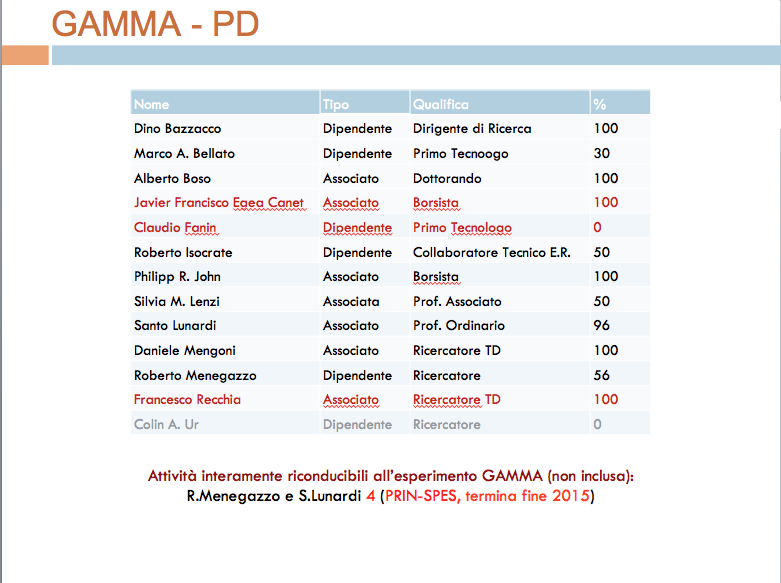 GAMMA - PD
Nome Tipo Qualifica %
Dino Bazzacco Dipendente Dirigente di Ricerca 100
Marco A. Bellato Dipendente Primo Tecnoogo 30
Alberto Boso Associato Dottorando 100
Javier Francisco Egea Canet Associato Borsista 100
Claudio Fanin Dipendente Primo Tecnologo 0
Roberto Isocrate Dipendente Collaboratore Tecnico E.R. 50
Philipp R. John Associato Borsista 100
Silvia M. Lenzi Associata Prof. Associato 50
Santo Lunardi Associato Prof. Ordinario 96
Daniele Mengoni Associato Ricercatore TD 100
Roberto Menegazzo Dipendente Ricercatore 56
Francesco Recchia Associato Ricercatore TD 100
Colin A. Ur Dipendente Ricercatore 0
Attività interamente riconducibili all'esperimento GAMMA (non inclusa):
R.Menegazzo e S.Lunardi 4 (PRIN-SPES, termina fine 2015)